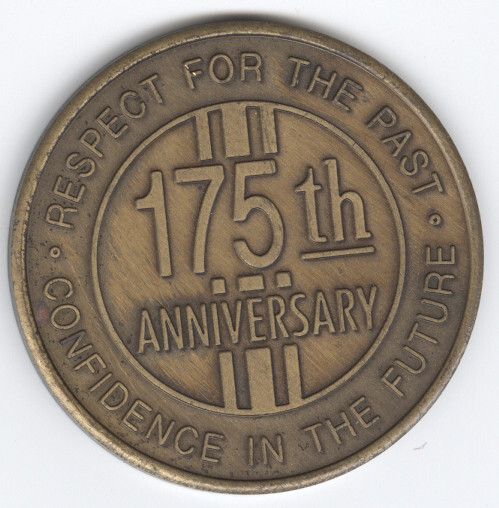 • RESPECT FOR THE PAST •
175th
ANNIVERSARY
CONFIDENCE IN THE FUTURE